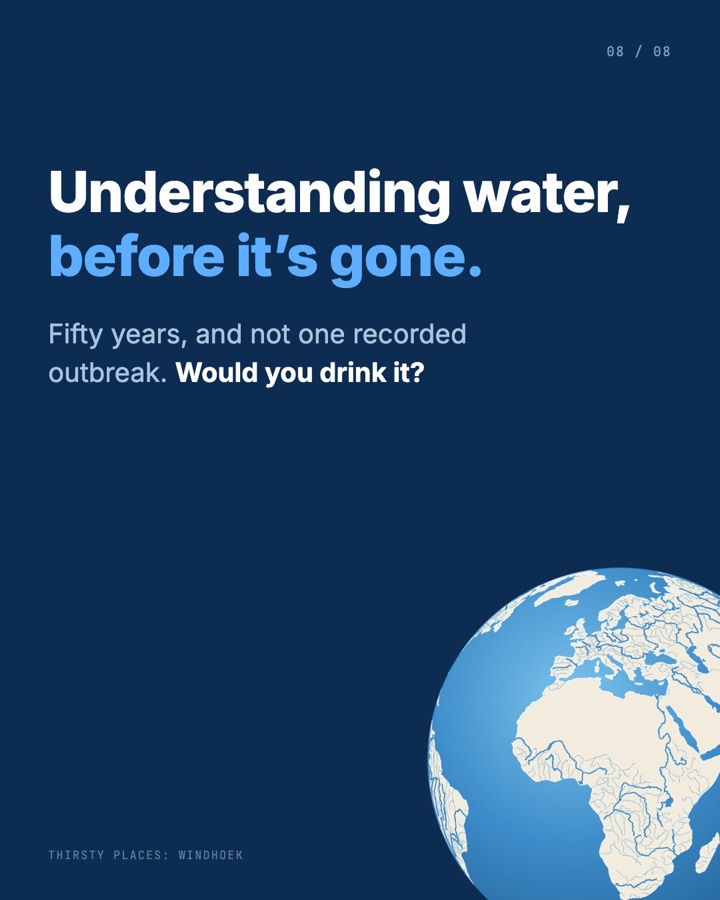 08 / 08
Understanding water,
before it’s gone.
Fifty years, and not one recorded
outbreak. Would you drink it?
THIRSTY PLACES: WINDHOEK